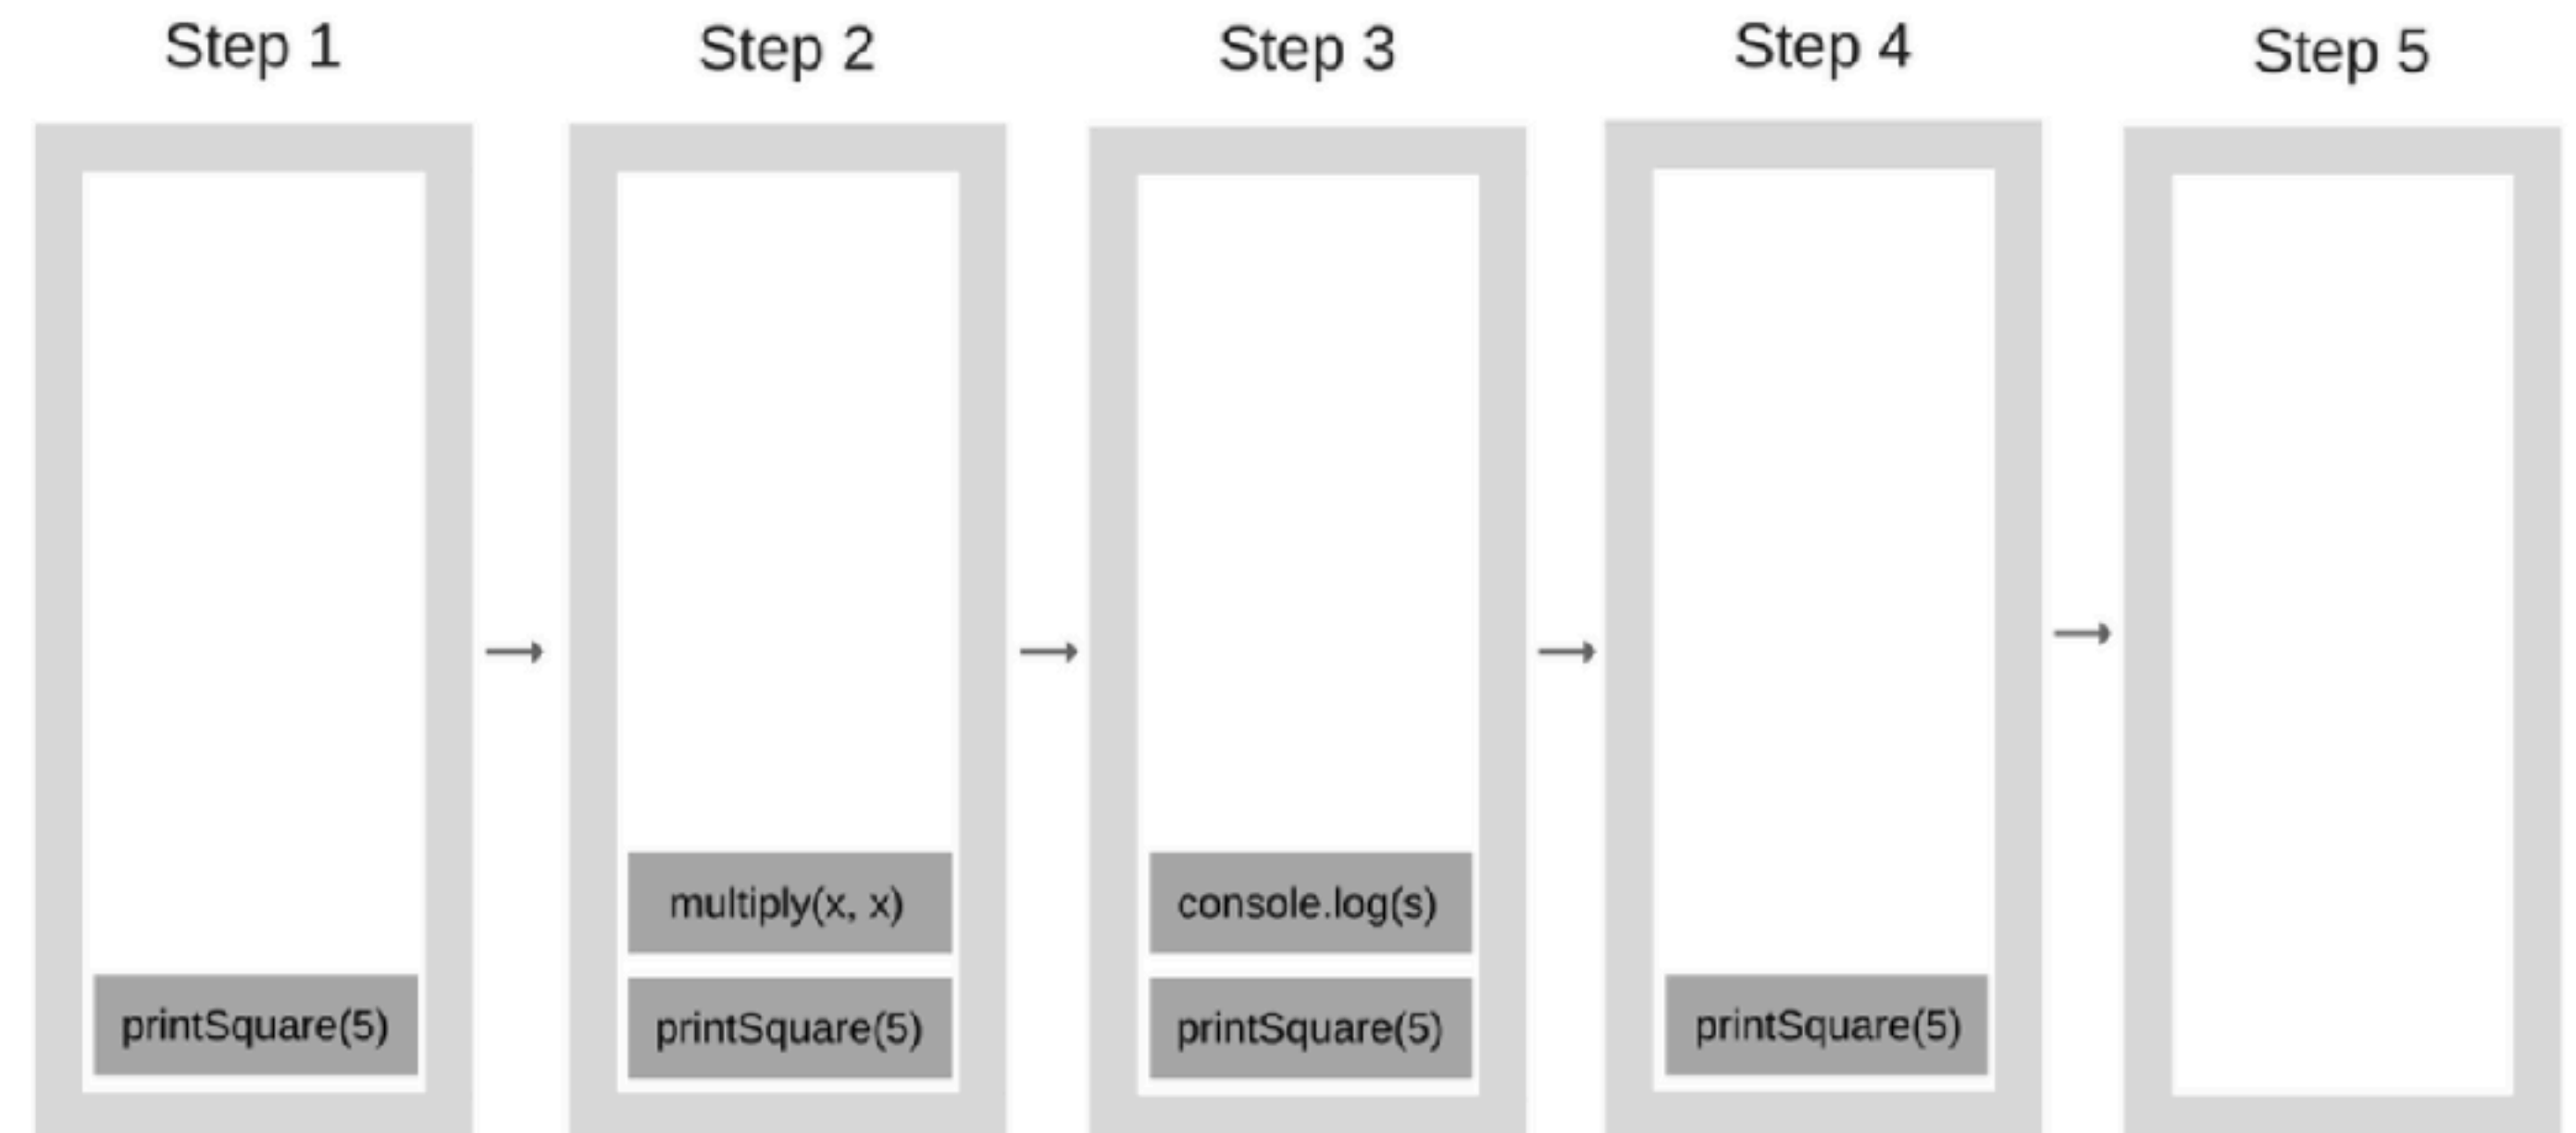 Step 1
Step 2
Step 3
Step 4
Step 5
printSquare(5)
multiply(x, x)
printSquare(5)
console.log(s)
printSquare(5)
printSquare(5)